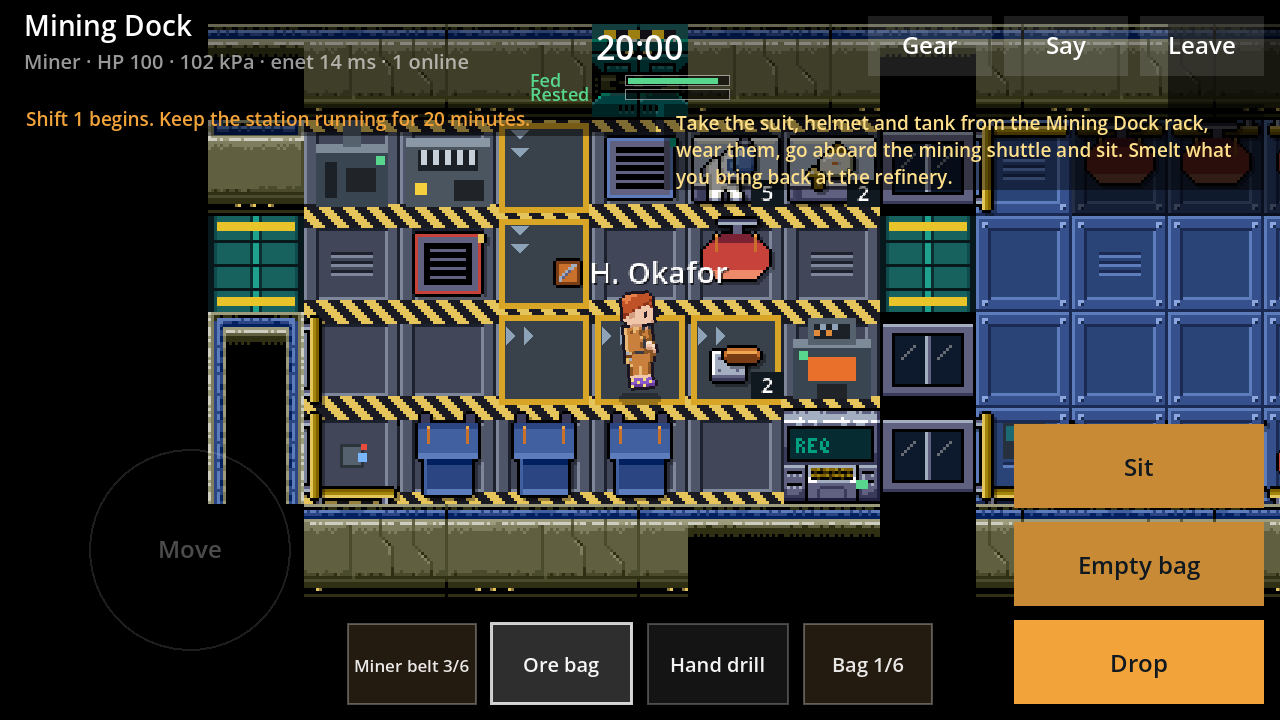 Mining Dock
Miner · HP 100 · 102 kPa · enet 14 ms · 1 online
20:00
Gear
Say
Leave
Fed
Rested
Shift 1 begins. Keep the station running for 20 minutes.
Take the suit, helmet and tank from the Mining Dock rack,
wear them, go aboard the mining shuttle and sit. Smelt what
you bring back at the refinery.
5
2
H. Okafor
2
REQ
Move
Sit
Empty bag
Drop
Miner belt 3/6
Ore bag
Hand drill
Bag 1/6